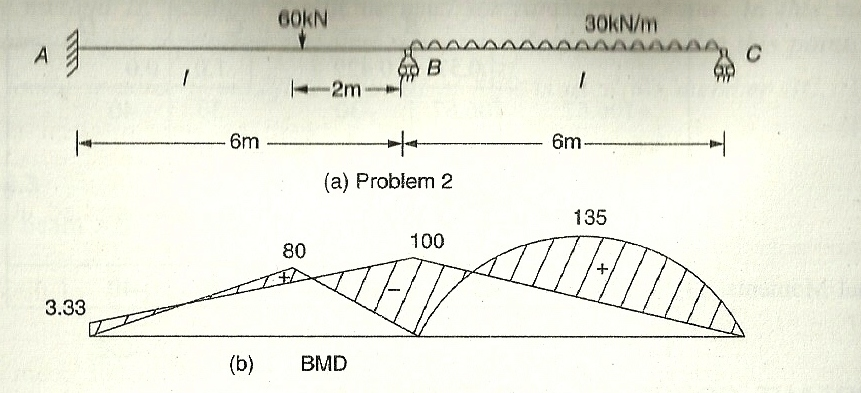 60kN
30kN/m
A
B
C
I
I
2m
6m
6m
(a) Problem 2
135
80
100
3.33
+
−
+
(b) BMD